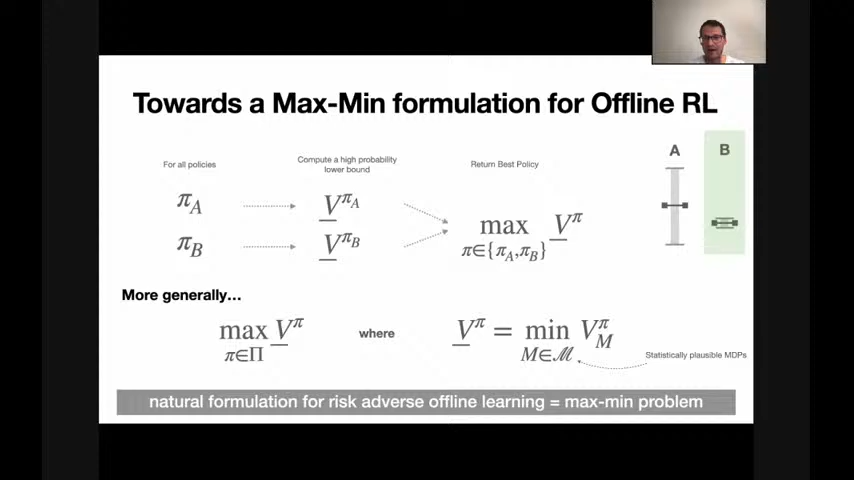 Towards a Max-Min formulation for Offline RL
For all policies
Compute a high probability
lower bound
Return Best Policy
A
B
π_A
V^{π_A}
π_B
V^{π_B}
max V^π
π∈{π_A,π_B}
More generally...
max V^π
π∈Π
where
V^π = min V_M^π
M∈ℳ
Statistically plausible MDPs
natural formulation for risk adverse offline learning = max-min problem